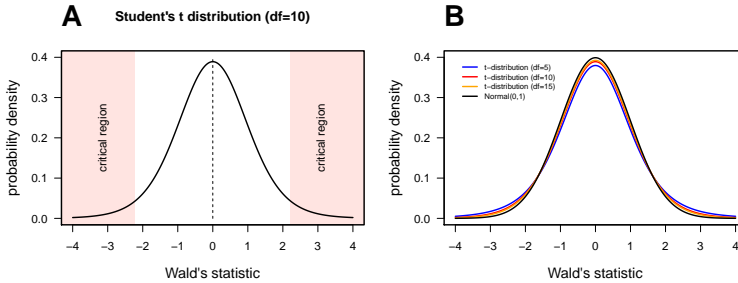 A
Student's t distribution (df=10)
probability density
0.4
0.3
0.2
0.1
0.0
critical region
critical region
−4 −3 −2 −1 0 1 2 3 4
Wald's statistic
B
probability density
0.4
0.3
0.2
0.1
0.0
t−distribution (df=5)
t−distribution (df=10)
t−distribution (df=15)
Normal(0,1)
−4 −3 −2 −1 0 1 2 3 4
Wald's statistic